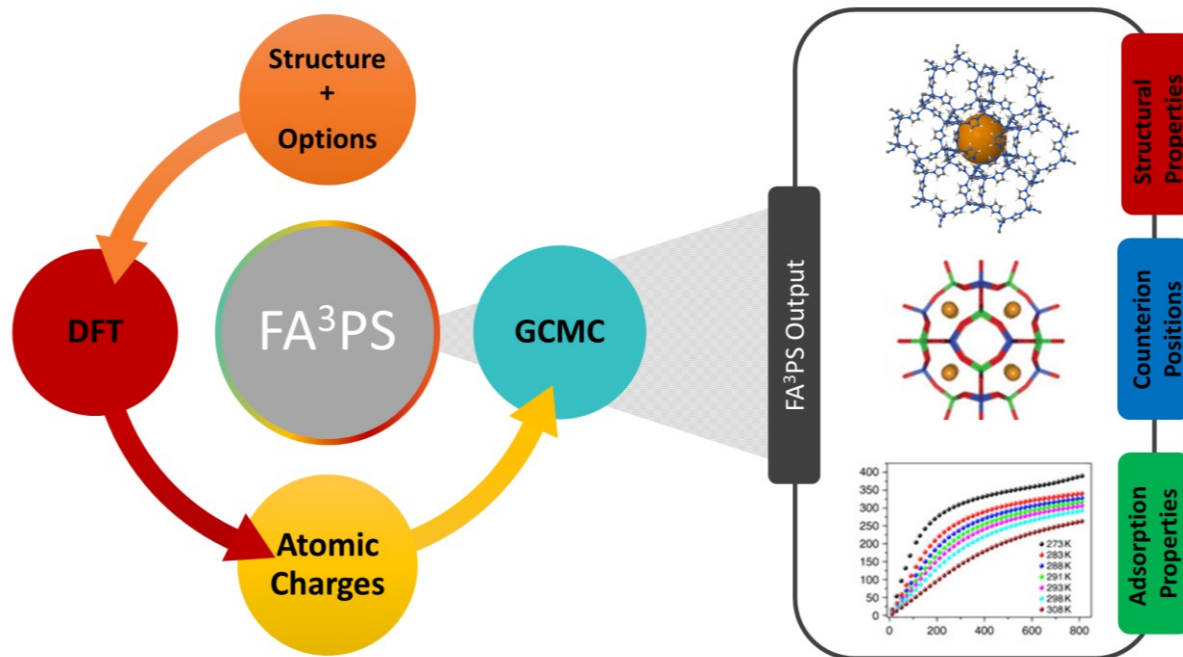 Structure
+
Options
DFT
FA³PS
GCMC
Atomic
Charges
FA³PS Output
Structural
Properties
Counterion
Positions
Adsorption
Properties
400
350
300
250
200
150
100
50
0
0 200 400 600 800
273K
283K
288K
291K
293K
298K
308K